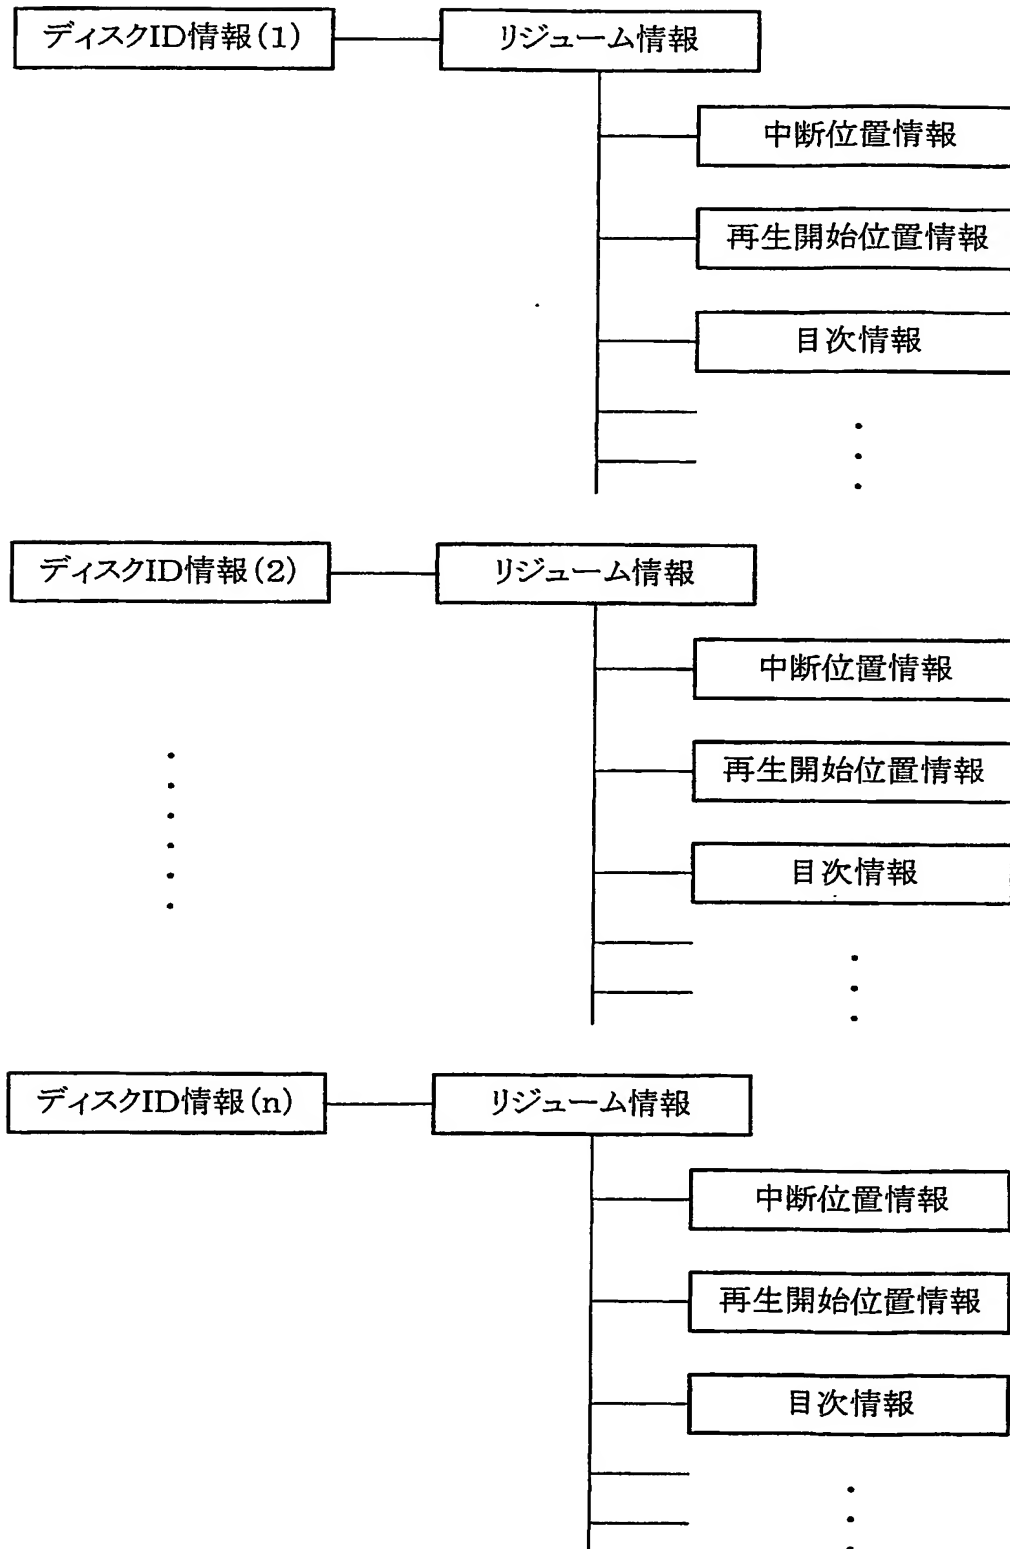 ディスクID情報(1)
リジューム情報
中断位置情報
再生開始位置情報
目次情報
ディスクID情報(2)
リジューム情報
中断位置情報
再生開始位置情報
目次情報
ディスクID情報(n)
リジューム情報
中断位置情報
再生開始位置情報
目次情報